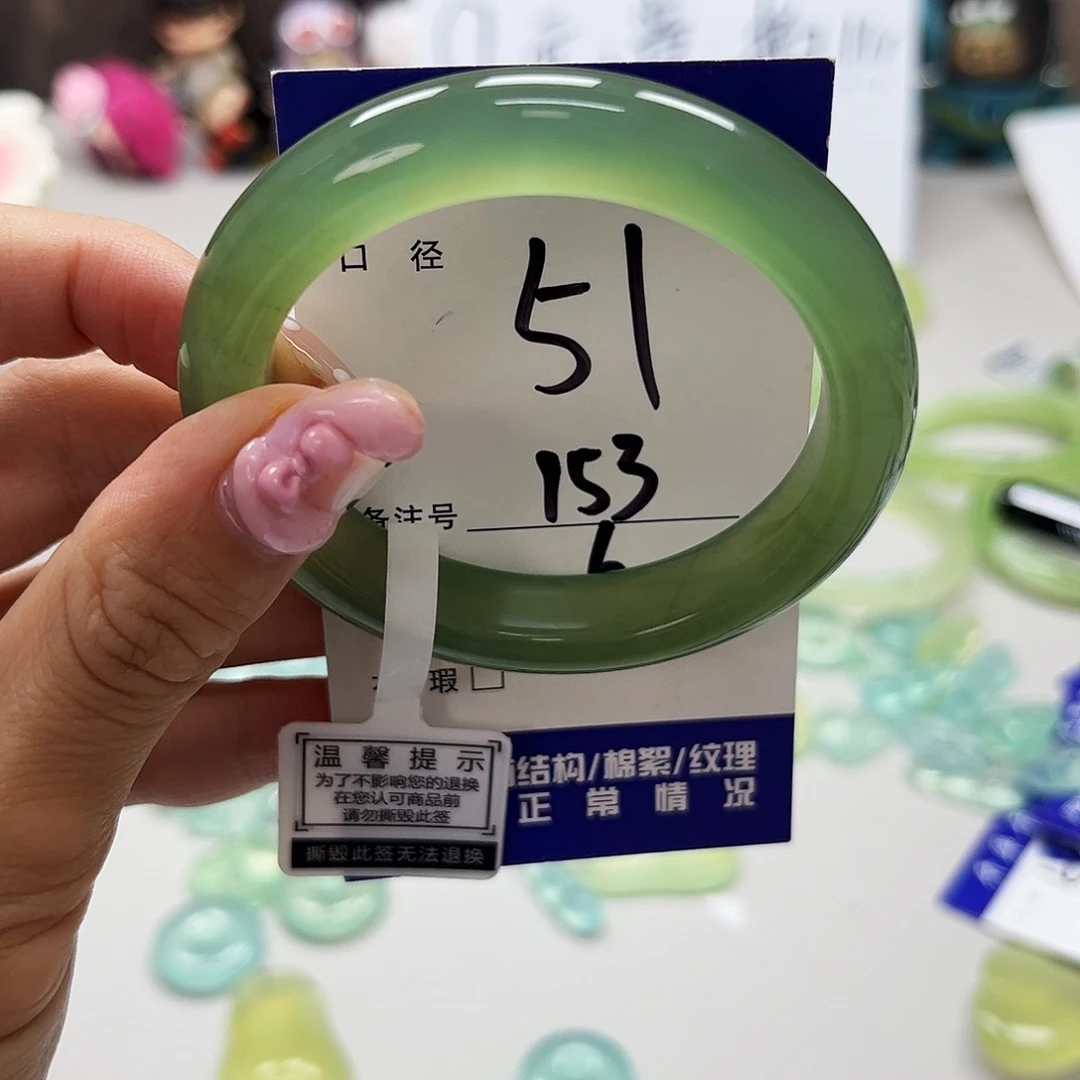 口径 51
153
备注号
瑕 □
结构/棉絮/纹理
正常情况
温馨提示
为了不影响您的退换
在您认可商品前
请勿撕毁此签
撕毁此签无法退换